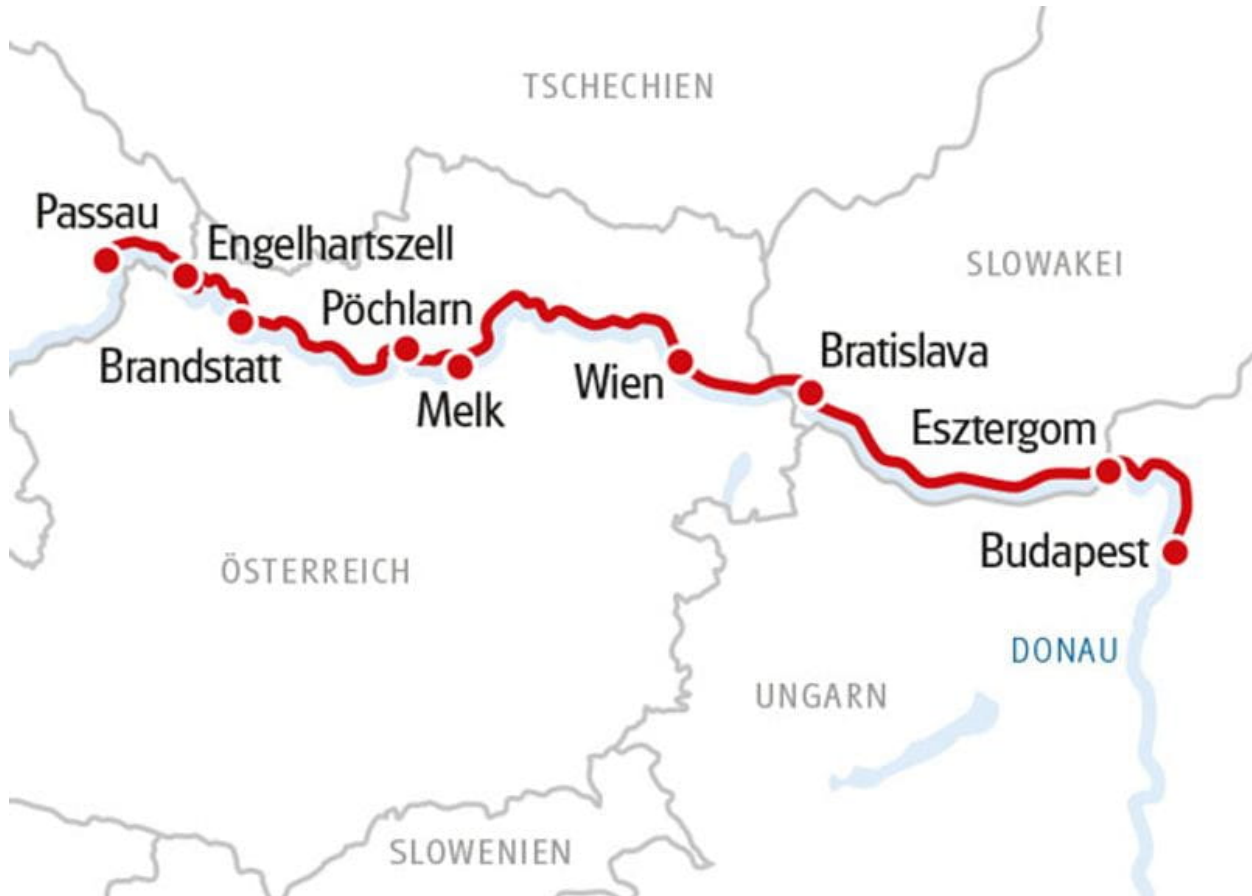 TSCHECHIEN
Passau
Engelhartszell
SLOWAKEI
Pöchlarn
Brandstatt
Bratislava
Wien
Melk
Esztergom
Budapest
ÖSTERREICH
DONAU
UNGARN
SLOWENIEN